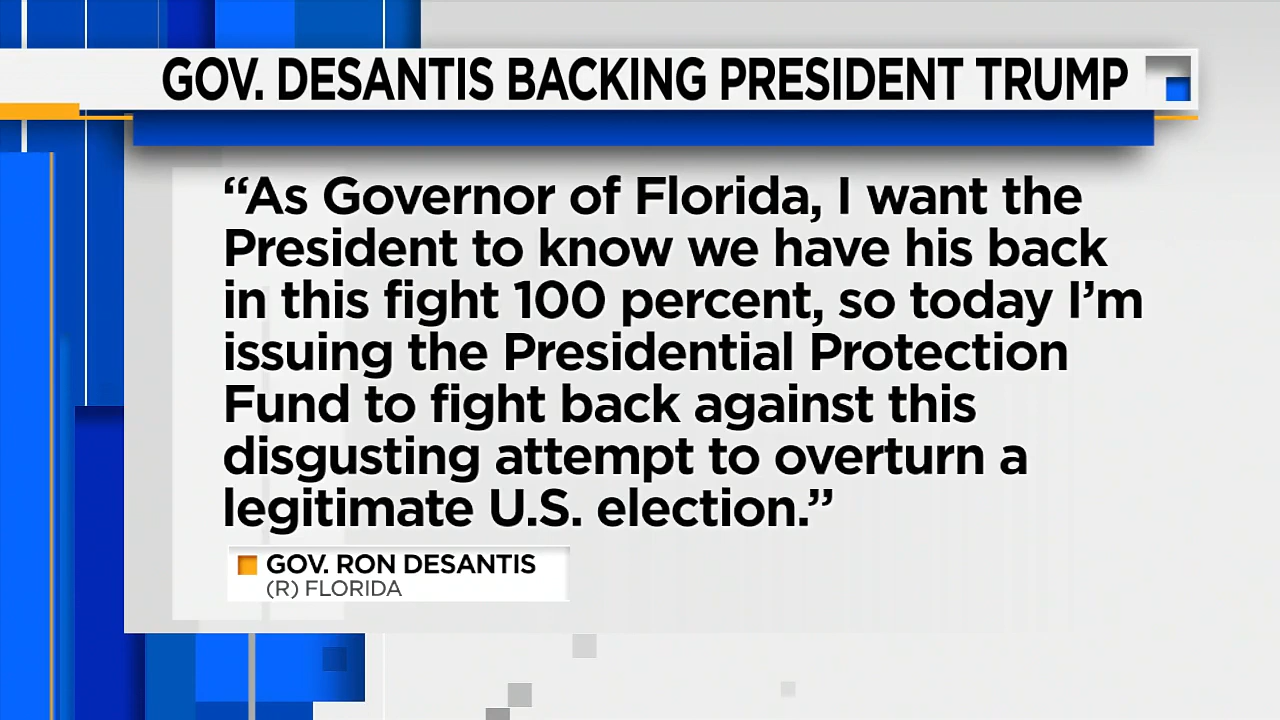 GOV. DESANTIS BACKING PRESIDENT TRUMP
“As Governor of Florida, I want the
President to know we have his back
in this fight 100 percent, so today I’m
issuing the Presidential Protection
Fund to fight back against this
disgusting attempt to overturn a
legitimate U.S. election.”
GOV. RON DESANTIS
(R) FLORIDA